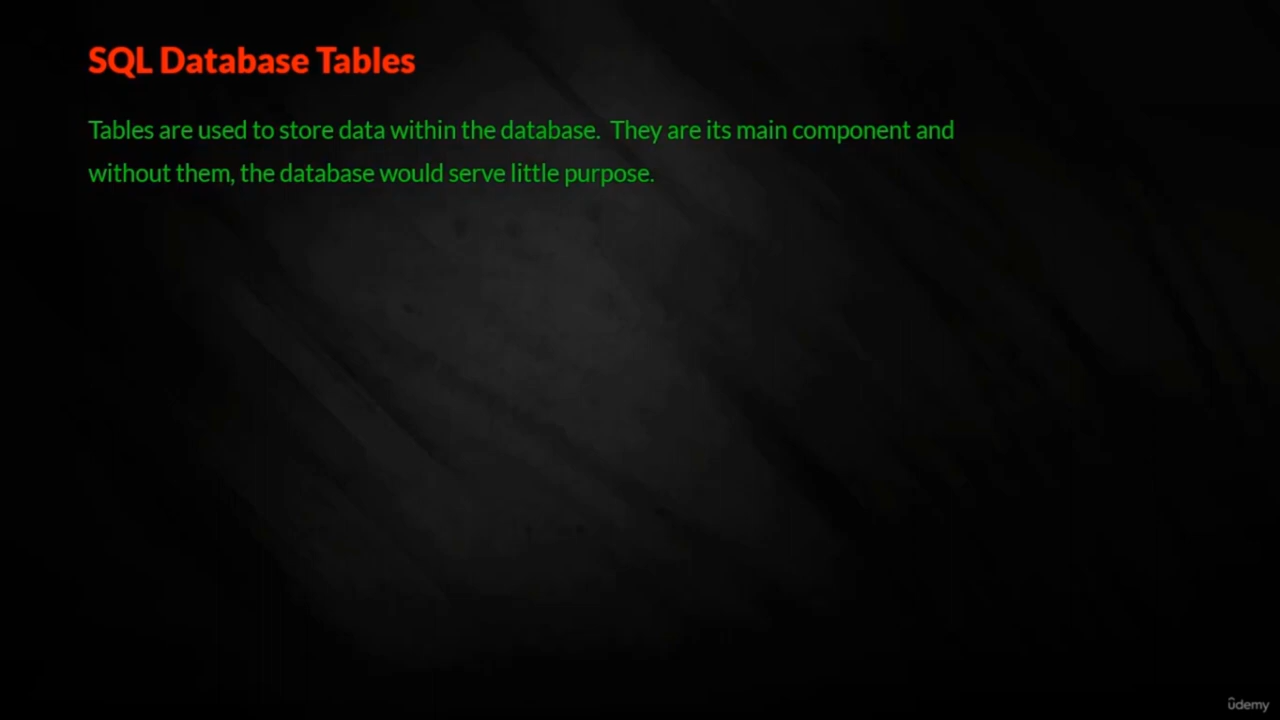 SQL Database Tables
Tables are used to store data within the database.  They are its main component and
without them, the database would serve little purpose.
ûdemy